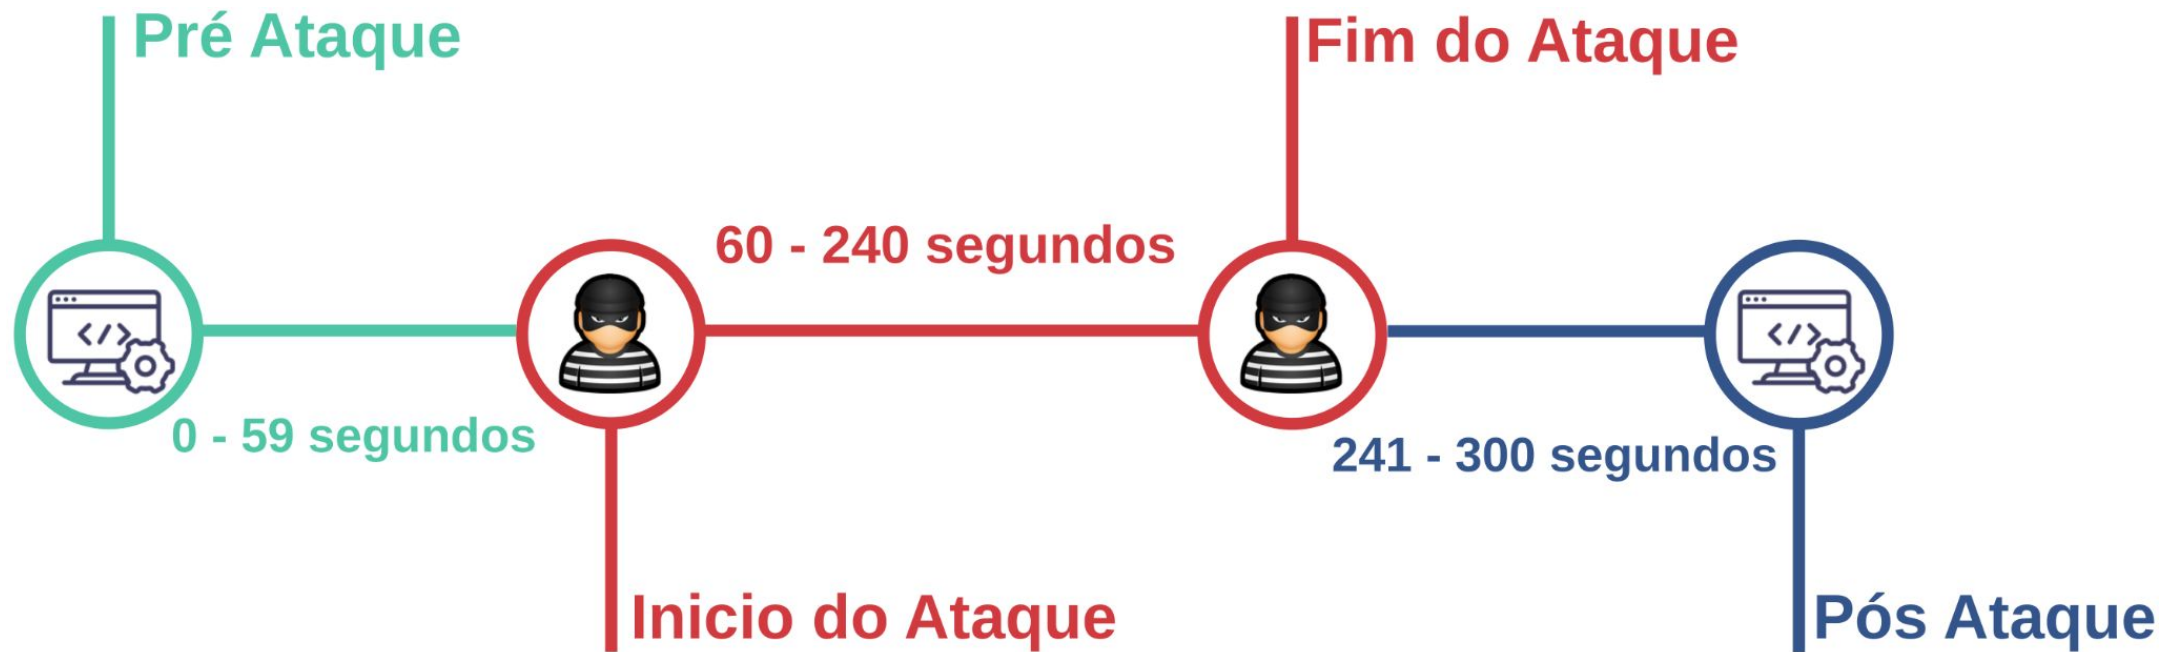 Pré Ataque
Fim do Ataque
60 - 240 segundos
0 - 59 segundos
241 - 300 segundos
Inicio do Ataque
Pós Ataque